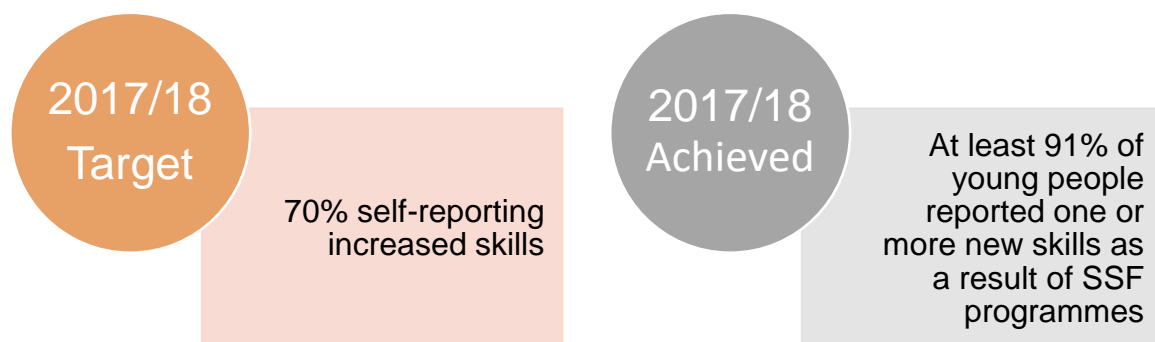 2017/18
Target
70% self-reporting
increased skills
2017/18
Achieved
At least 91% of
young people
reported one or
more new skills as
a result of SSF
programmes